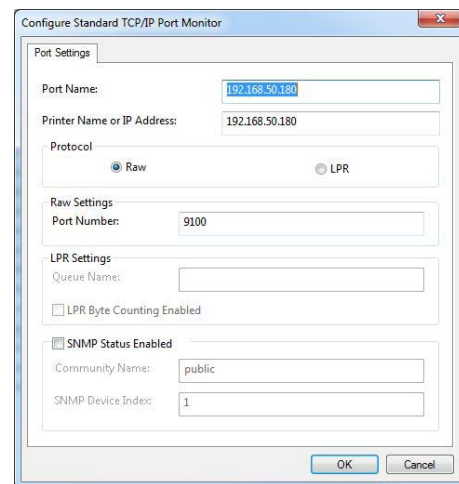 Configure Standard TCP/IP Port Monitor
Port Settings
Port Name: 192.168.50.180
Printer Name or IP Address: 192.168.50.180
Protocol
Raw LPR
Raw Settings
Port Number: 9100
LPR Settings
Queue Name:
LPR Byte Counting Enabled
SNMP Status Enabled
Community Name: public
SNMP Device Index: 1
OK Cancel